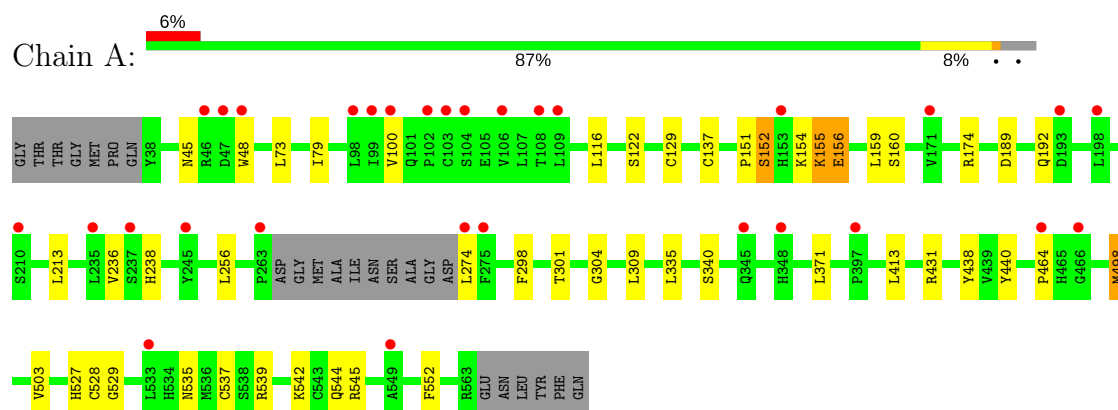 6%
Chain A:
87% 8% • •
GLY THR THR GLY MET PRO GLN Y38 N45 R46 D47 W48 L73 I79 L98 I99 V100 Q101 P102 C103 S104 E105 V106 L107 T108 L109 L116 S122 C129 C137 P151 S152 H153 K154 K155 E156 L159 S160 V171 R174 D189 Q192 D193 L198
S210 L213 L235 V236 S237 H238 Y245 L256 P263 ASP GLY MET ALA ILE ASN SER ALA GLY ASP L274 F275 F298 T301 G304 L309 L335 S340 Q345 H348 L371 P397 L413 R431 Y438 V439 Y440 P464 H465 G466 M498
V503 H527 C528 G529 L533 H534 N535 M536 C537 S538 R539 K542 C543 Q544 R545 A549 F552 R563 GLU ASN LEU TYR PHE GLN